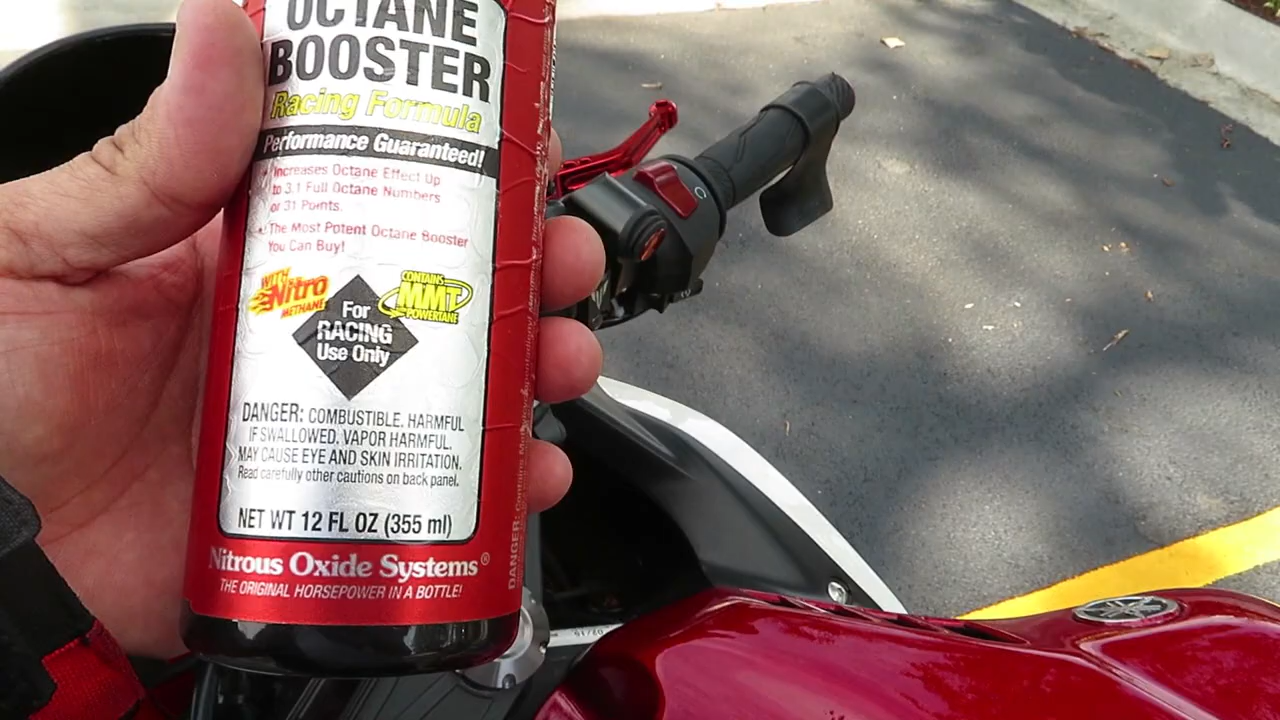 OCTANE
BOOSTER
Racing Formula
Performance Guaranteed!
Increases Octane Effect Up
to 3.1 Full Octane Numbers
or 31 Points.
The Most Potent Octane Booster
You Can Buy!
WITH
Nitro
METHANE
CONTAINS
MMT
POWERTANE
For
RACING
Use Only
DANGER: COMBUSTIBLE. HARMFUL
IF SWALLOWED. VAPOR HARMFUL.
MAY CAUSE EYE AND SKIN IRRITATION.
Read carefully other cautions on back panel.
NET WT 12 FL OZ (355 ml)
Nitrous Oxide Systems®
THE ORIGINAL HORSEPOWER IN A BOTTLE!
DANGER: Contains